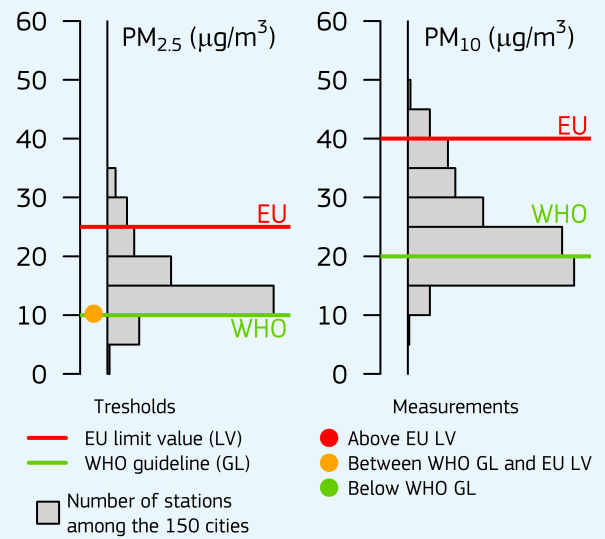 PM2.5 (µg/m³)
60
50
40
30
20
10
0
EU
WHO
PM10 (µg/m³)
60
50
40
30
20
10
0
EU
WHO
Tresholds
EU limit value (LV)
WHO guideline (GL)
Number of stations
among the 150 cities
Measurements
Above EU LV
Between WHO GL and EU LV
Below WHO GL